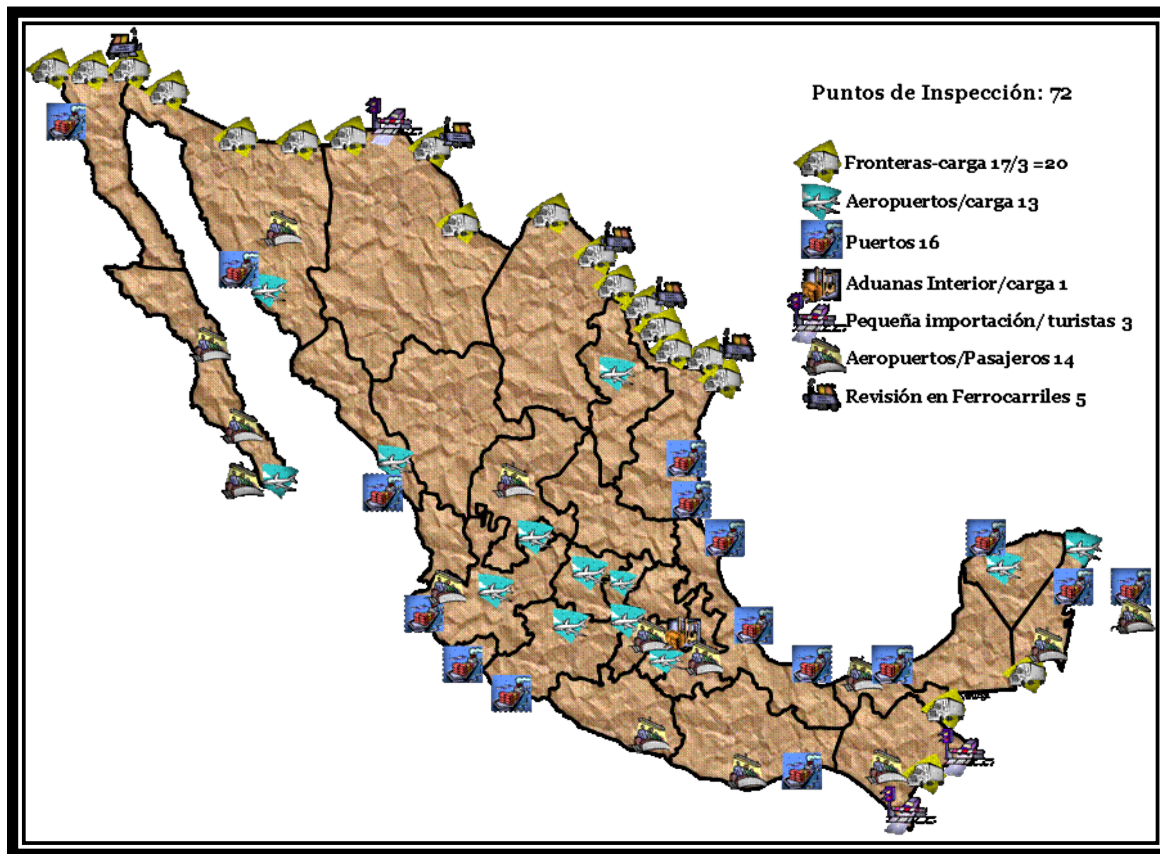 Puntos de Inspección: 72
Fronteras-carga 17/3 =20
Aeropuertos/carga 13
Puertos 16
Aduanas Interior/carga 1
Pequeña importación/ turistas 3
Aeropuertos/Pasajeros 14
Revisión en Ferrocarriles 5